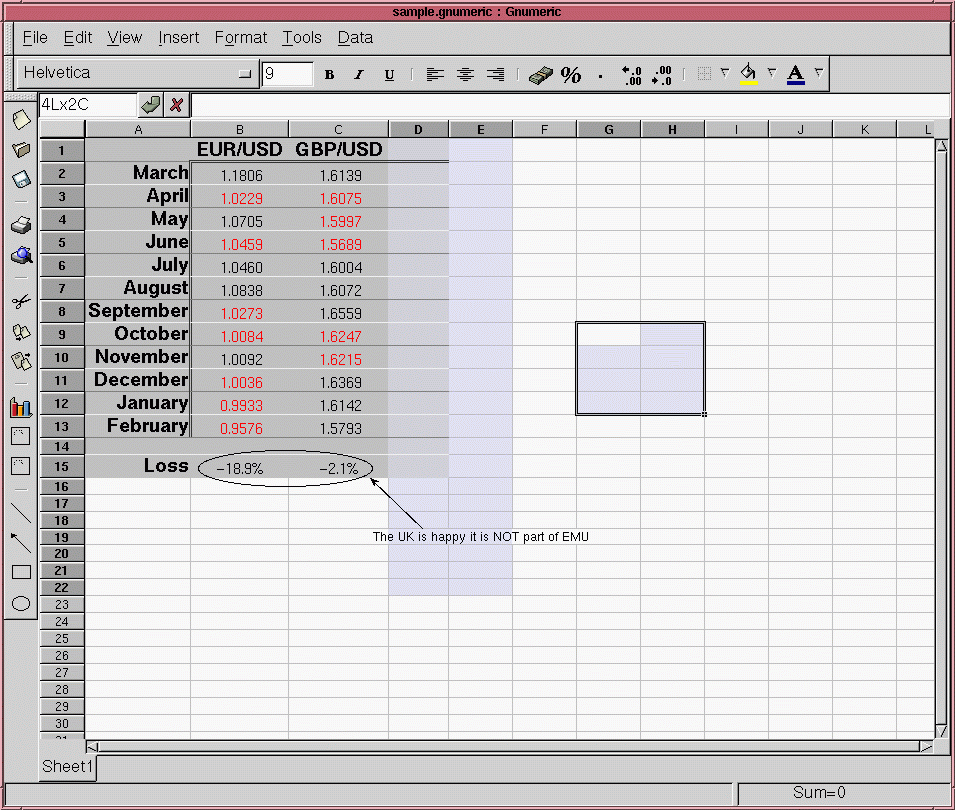 sample.gnumeric : Gnumeric
File Edit View Insert Format Tools Data
Helvetica 9 B I U % .0 .00 .00 .0 A
4Lx2C
A B C D E F G H I J K L
1 EUR/USD GBP/USD
2 March 1.1806 1.6139
3 April 1.0229 1.6075
4 May 1.0705 1.5997
5 June 1.0459 1.5689
6 July 1.0460 1.6004
7 August 1.0838 1.6072
8 September 1.0273 1.6559
9 October 1.0084 1.6247
10 November 1.0092 1.6215
11 December 1.0036 1.6369
12 January 0.9933 1.6142
13 February 0.9576 1.5793
14
15 Loss −18.9% −2.1%
16
17
18
19 The UK is happy it is NOT part of EMU
20
21
22
23
24
25
26
27
28
29
30
31
Sheet1
Sum=0